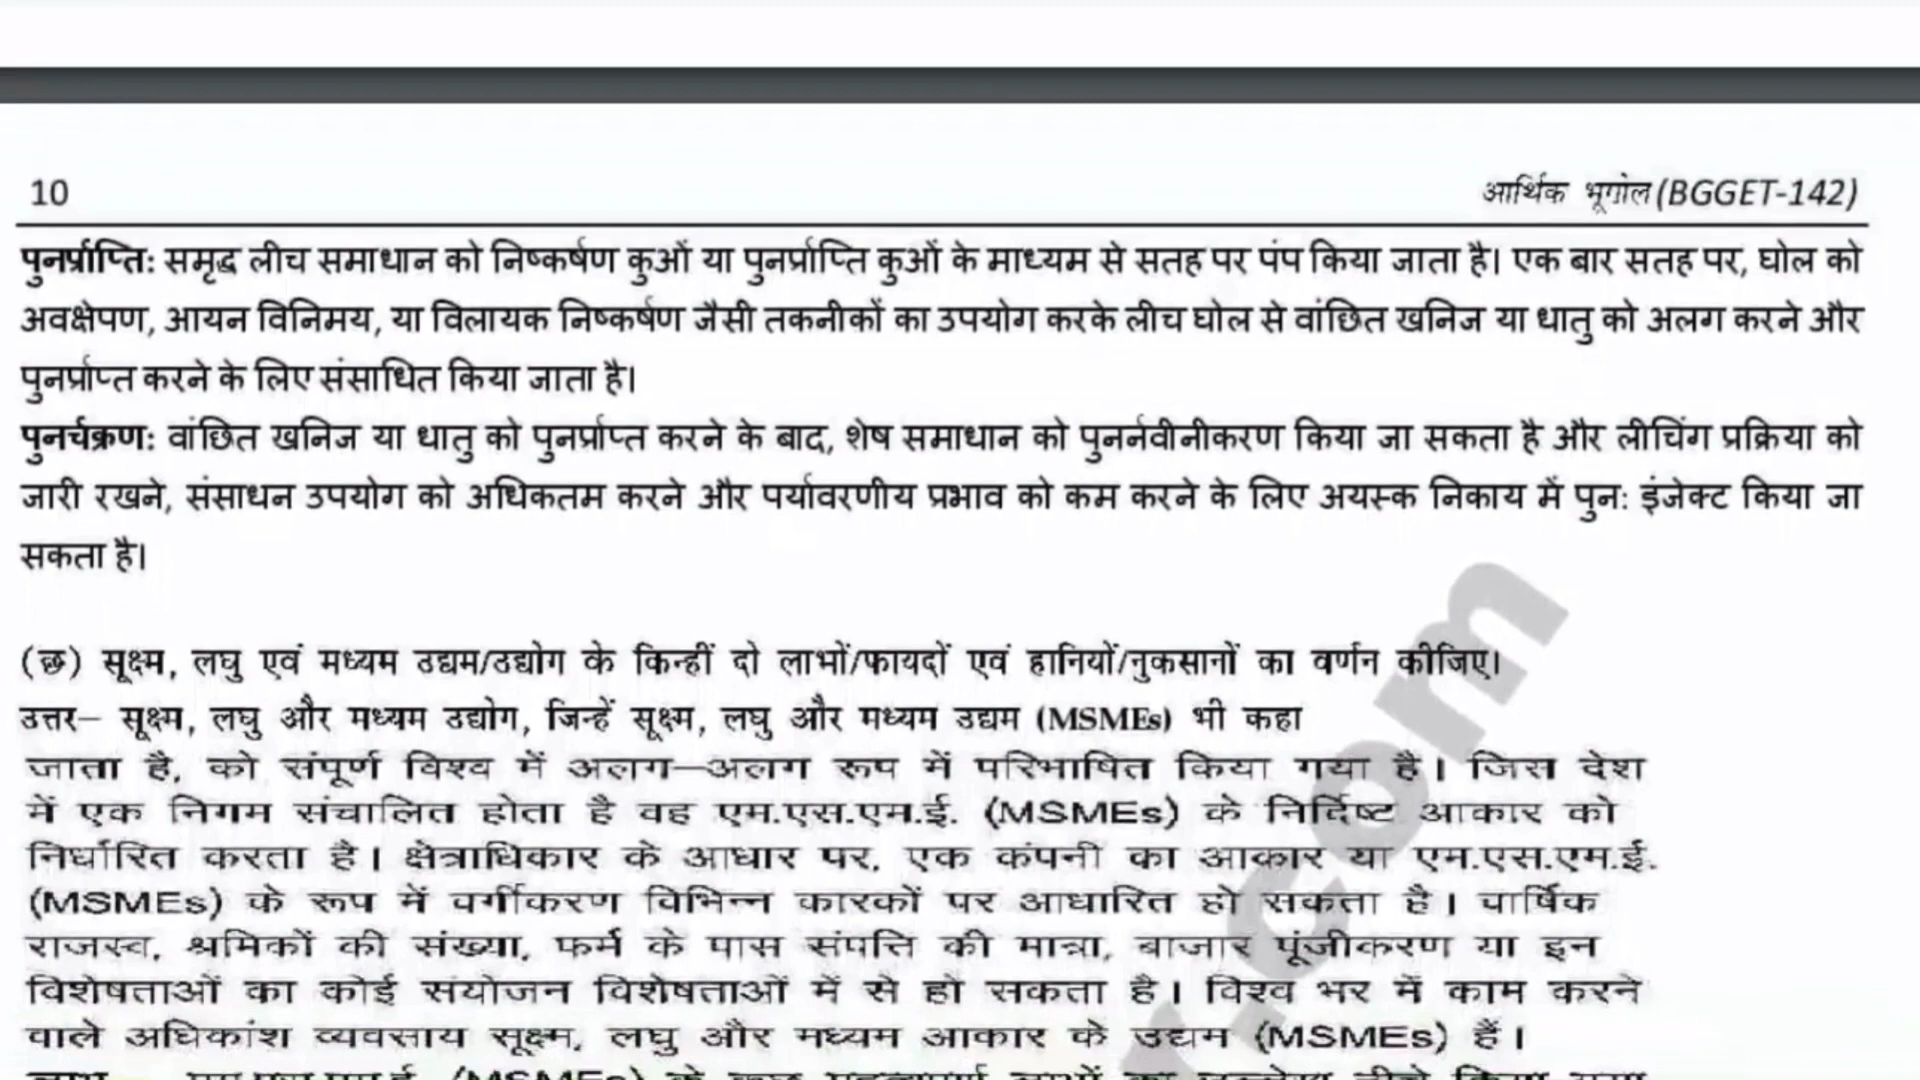 10
आर्थिक भूगोल (BGGET-142)
पुनर्प्राप्ति: समृद्ध लीच समाधान को निष्कर्षण कुओं या पुनर्प्राप्ति कुओं के माध्यम से सतह पर पंप किया जाता है। एक बार सतह पर, घोल को
अवक्षेपण, आयन विनिमय, या विलायक निष्कर्षण जैसी तकनीकों का उपयोग करके लीच घोल से वांछित खनिज या धातु को अलग करने और
पुनर्प्राप्त करने के लिए संसाधित किया जाता है।
पुनर्चक्रण: वांछित खनिज या धातु को पुनर्प्राप्त करने के बाद, शेष समाधान को पुनर्नवीनीकरण किया जा सकता है और लीचिंग प्रक्रिया को
जारी रखने, संसाधन उपयोग को अधिकतम करने और पर्यावरणीय प्रभाव को कम करने के लिए अयस्क निकाय में पुन: इंजेक्ट किया जा
सकता है।
(छ) सूक्ष्म, लघु एवं मध्यम उद्यम/उद्योग के किन्हीं दो लाभों/फायदों एवं हानियों/नुकसानों का वर्णन कीजिए।
उत्तर– सूक्ष्म, लघु और मध्यम उद्योग, जिन्हें सूक्ष्म, लघु और मध्यम उद्यम (MSMEs) भी कहा
जाता है, को संपूर्ण विश्व में अलग–अलग रूप में परिभाषित किया गया है। जिस देश
में एक निगम संचालित होता है वह एम.एस.एम.ई. (MSMEs) के निर्दिष्ट आकार को
निर्धारित करता है। क्षेत्राधिकार के आधार पर, एक कंपनी का आकार या एम.एस.एम.ई.
(MSMEs) के रूप में वर्गीकरण विभिन्न कारकों पर आधारित हो सकता है। वार्षिक
राजस्व, श्रमिकों की संख्या, फर्म के पास संपत्ति की मात्रा, बाजार पूंजीकरण या इन
विशेषताओं का कोई संयोजन विशेषताओं में से हो सकता है। विश्व भर में काम करने
वाले अधिकांश व्यवसाय सूक्ष्म, लघु और मध्यम आकार के उद्यम (MSMEs) हैं।
r.com